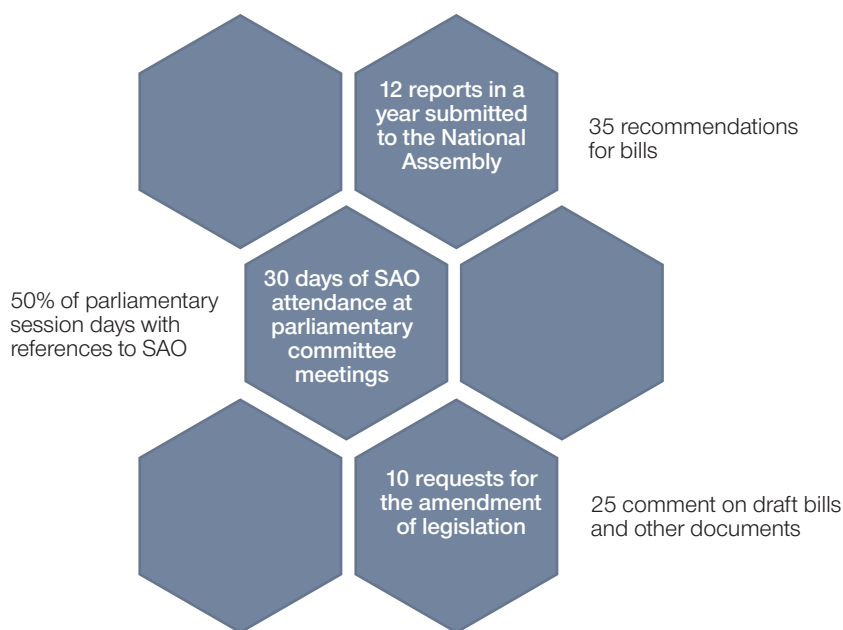 12 reports in a
year submitted
to the National
Assembly
35 recommendations
for bills
50% of parliamentary
session days with
references to SAO
30 days of SAO
attendance at
parliamentary
committee
meetings
10 requests for
the amendment
of legislation
25 comment on draft bills
and other documents